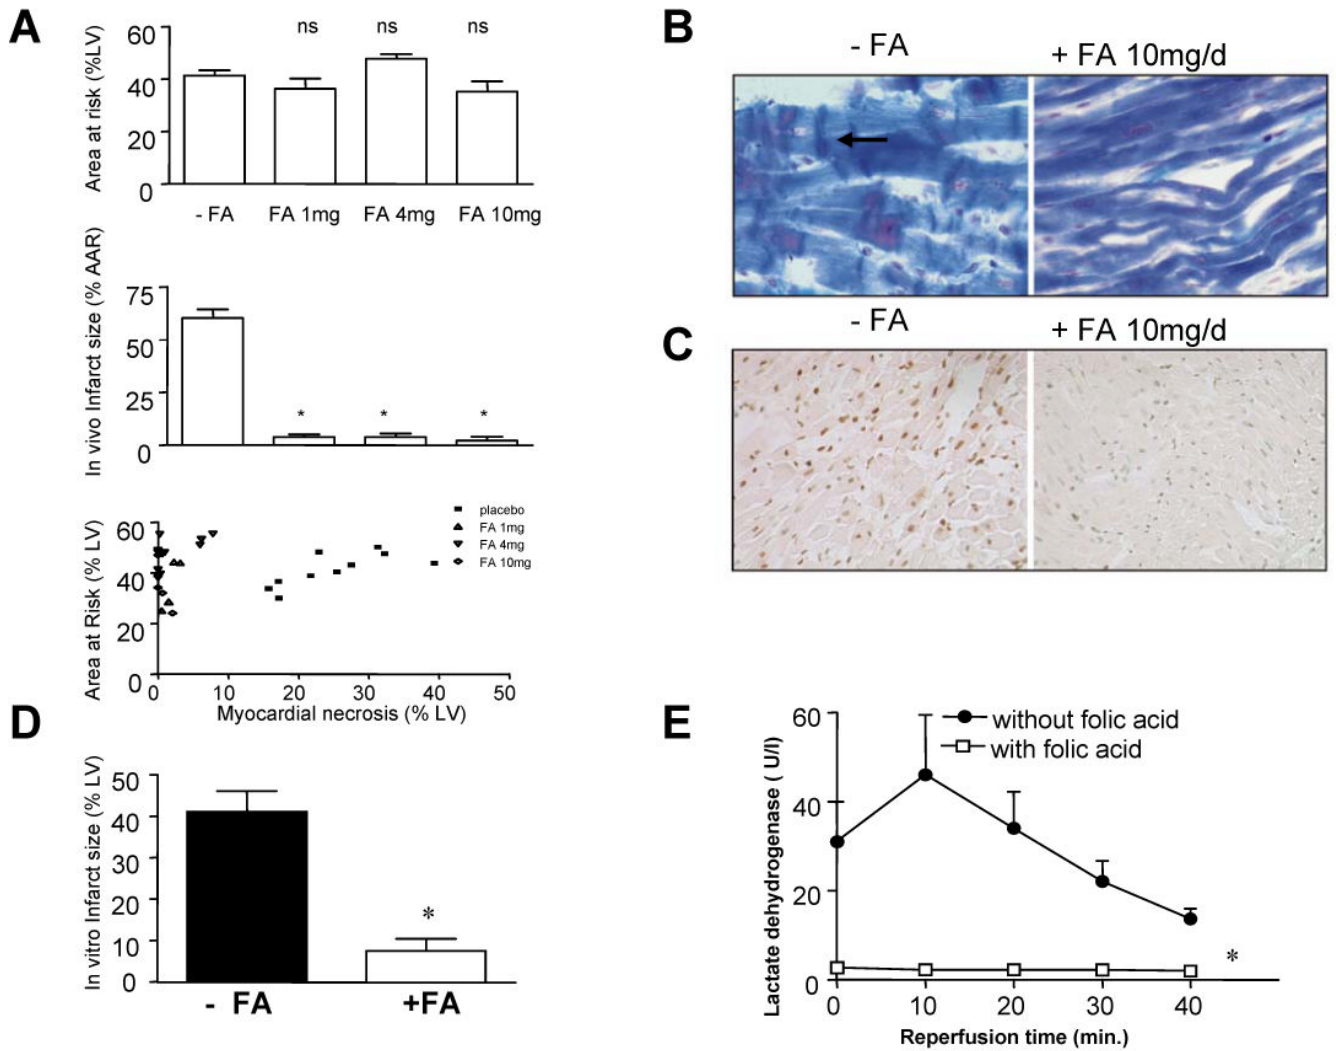 A
60
40
20
0
Area at risk (%LV)
ns ns ns
- FA FA 1mg FA 4mg FA 10mg
75
50
25
0
In vivo Infarct size (% AAR)
* * *
60
40
20
0
Area at Risk (% LV)
placebo
FA 1mg
FA 4mg
FA 10mg
0 10 20 30 40 50
Myocardial necrosis (% LV)
B
- FA + FA 10mg/d
C
- FA + FA 10mg/d
D
50
40
30
20
10
0
In vitro Infarct size (% LV)
*
- FA +FA
E
60
40
20
0
Lactate dehydrogenase ( U/l)
without folic acid
with folic acid
*
0 10 20 30 40
Reperfusion time (min.)